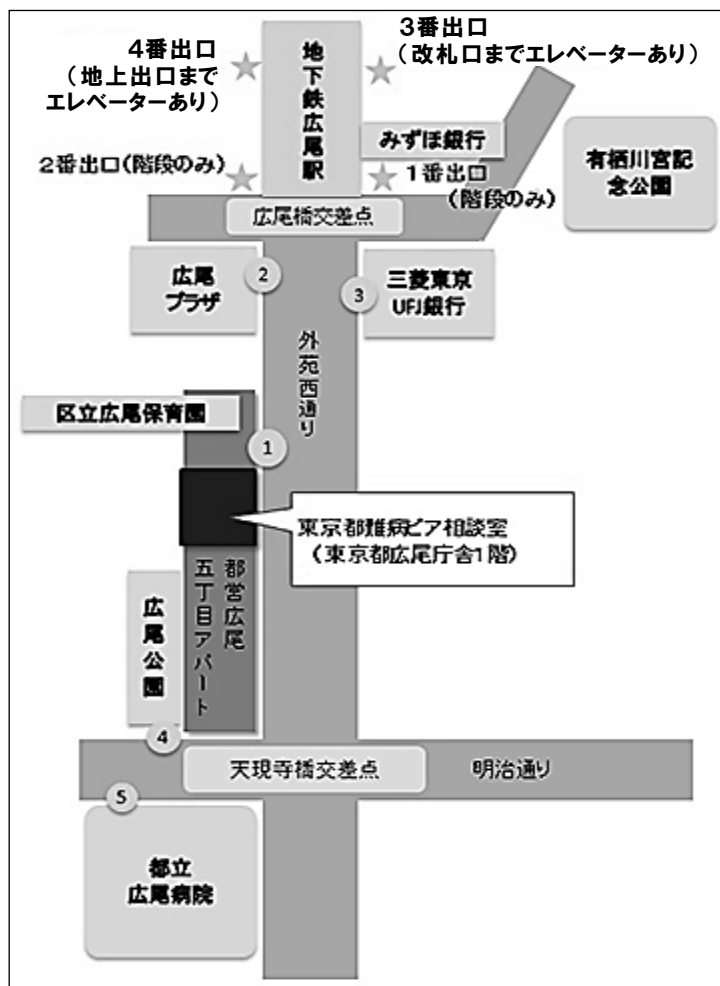 4番出口
(地上出口まで
エレベーターあり)
3番出口
(改札口までエレベーターあり)
地下鉄広尾駅
みずほ銀行
2番出口(階段のみ)
1番出口
(階段のみ)
有栖川宮記
念公園
広尾橋交差点
広尾
プラザ
2
3
三菱東京
UFJ銀行
外苑西通り
区立広尾保育園
1
東京都難病ピア相談室
(東京都広尾庁舎1階)
都営広尾
五丁目アパート
広尾公園
4
天現寺橋交差点
明治通り
5
都立
広尾病院